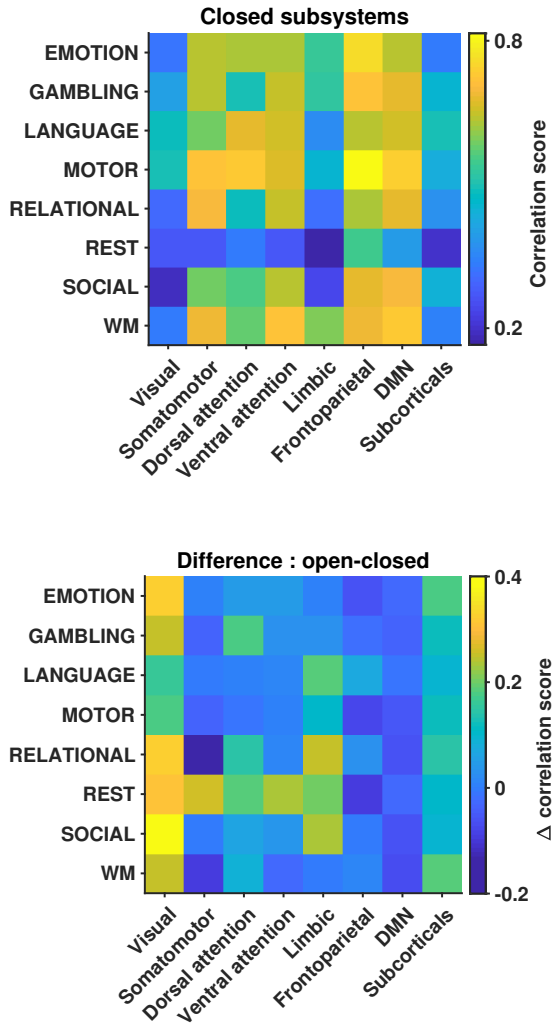 Closed subsystems
EMOTION
GAMBLING
LANGUAGE
MOTOR
RELATIONAL
REST
SOCIAL
WM
Visual
Somatomotor
Dorsal attention
Ventral attention
Limbic
Frontoparietal
DMN
Subcorticals
0.8
0.2
Correlation score
Difference : open-closed
EMOTION
GAMBLING
LANGUAGE
MOTOR
RELATIONAL
REST
SOCIAL
WM
Visual
Somatomotor
Dorsal attention
Ventral attention
Limbic
Frontoparietal
DMN
Subcorticals
0.4
0.2
0
-0.2
Δ correlation score